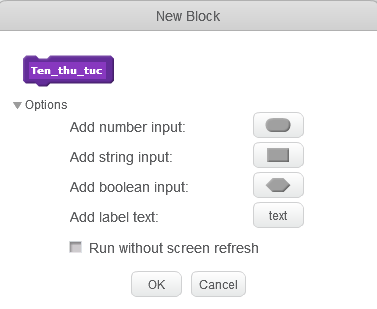 New Block
Ten_thu_tuc
Options
Add number input:
Add string input:
Add boolean input:
Add label text: text
Run without screen refresh
OK Cancel